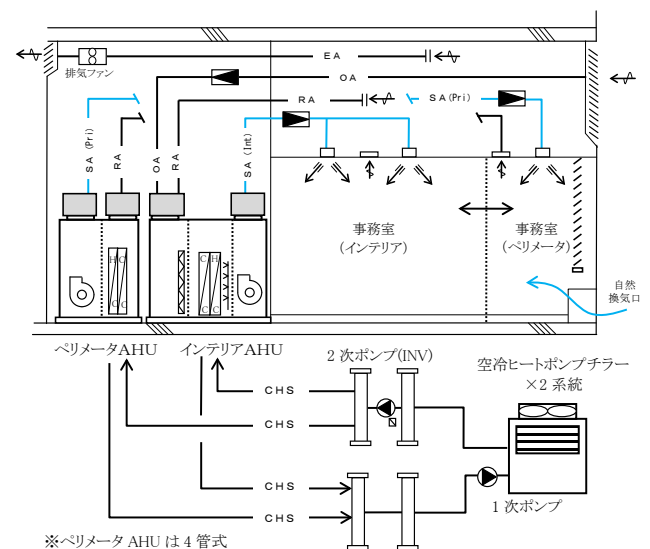 EA
排気ファン
OA
RA
SA(Pri)
SA (Pri)
RA
OA
RA
SA (Int)
事務室
(インテリア)
事務室
(ペリメータ)
H
C
C
C
C
H
C
C
自然
換気口
ペリメータAHU
インテリアAHU
2 次ポンプ(INV)
空冷ヒートポンプチラー
×2 系統
CHS
CHS
CHS
CHS
1 次ポンプ
※ペリメータ AHU は 4 管式